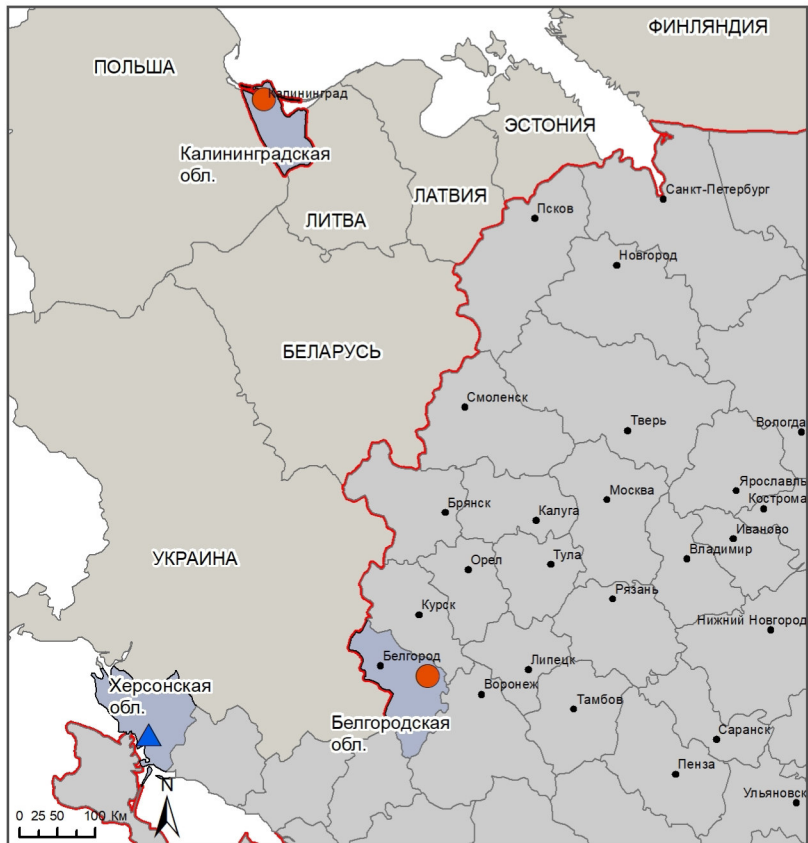 ФИНЛЯНДИЯ
ПОЛЬША
Калининград
ЭСТОНИЯ
Калининградская
обл.
ЛАТВИЯ
Санкт-Петербург
ЛИТВА
Псков
Новгород
БЕЛАРУСЬ
Смоленск
Тверь
Вологда
Ярославль
Москва
Кострома
Брянск
Калуга
Иваново
УКРАИНА
Владимир
Орел
Тула
Рязань
Курск
Нижний Новгород
Белгород
Липецк
Херсонская
обл.
Воронеж
Тамбов
Белгородская
обл.
Саранск
Пенза
N
Ульяновск
0 25 50 100 Км